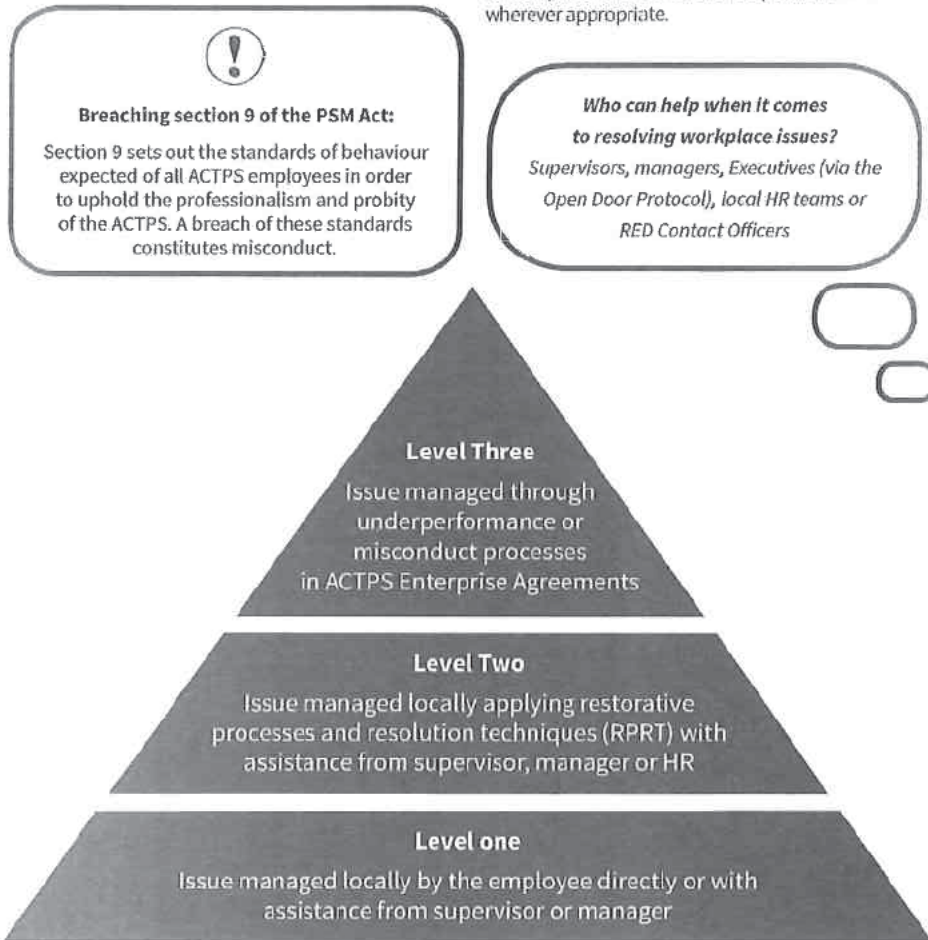 wherever appropriate.
!
Breaching section 9 of the PSM Act:
Section 9 sets out the standards of behaviour
expected of all ACTPS employees in order
to uphold the professionalism and probity
of the ACTPS. A breach of these standards
constitutes misconduct.
Who can help when it comes
to resolving workplace issues?
Supervisors, managers, Executives (via the
Open Door Protocol), local HR teams or
RED Contact Officers
Level Three
Issue managed through
underperformance or
misconduct processes
in ACTPS Enterprise Agreements
Level Two
Issue managed locally applying restorative
processes and resolution techniques (RPRT) with
assistance from supervisor, manager or HR
Level one
Issue managed locally by the employee directly or with
assistance from supervisor or manager